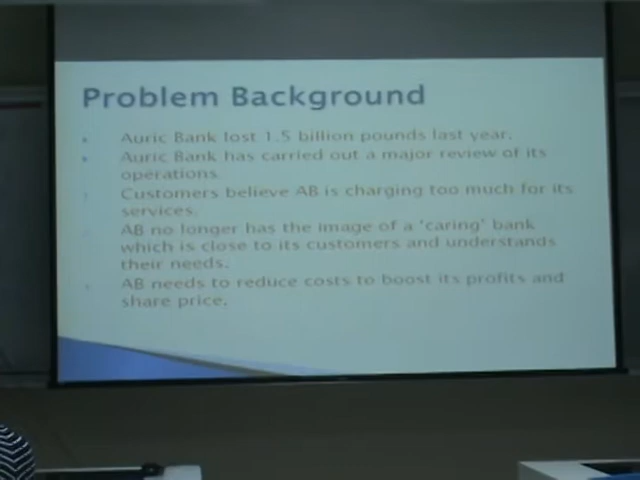 Problem Background
Auric Bank lost 1.5 billion pounds last year.
Auric Bank has carried out a major review of its
operations.
Customers believe AB is charging too much for its
services.
AB no longer has the image of a 'caring' bank
which is close to its customers and understands
their needs.
AB needs to reduce costs to boost its profits and
share price.